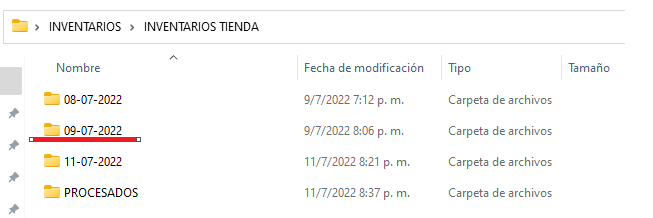 INVENTARIOS > INVENTARIOS TIENDA
Nombre Fecha de modificación Tipo Tamaño
08-07-2022 9/7/2022 7:12 p. m. Carpeta de archivos
09-07-2022 9/7/2022 8:06 p. m. Carpeta de archivos
11-07-2022 11/7/2022 8:21 p. m. Carpeta de archivos
PROCESADOS 11/7/2022 8:37 p. m. Carpeta de archivos